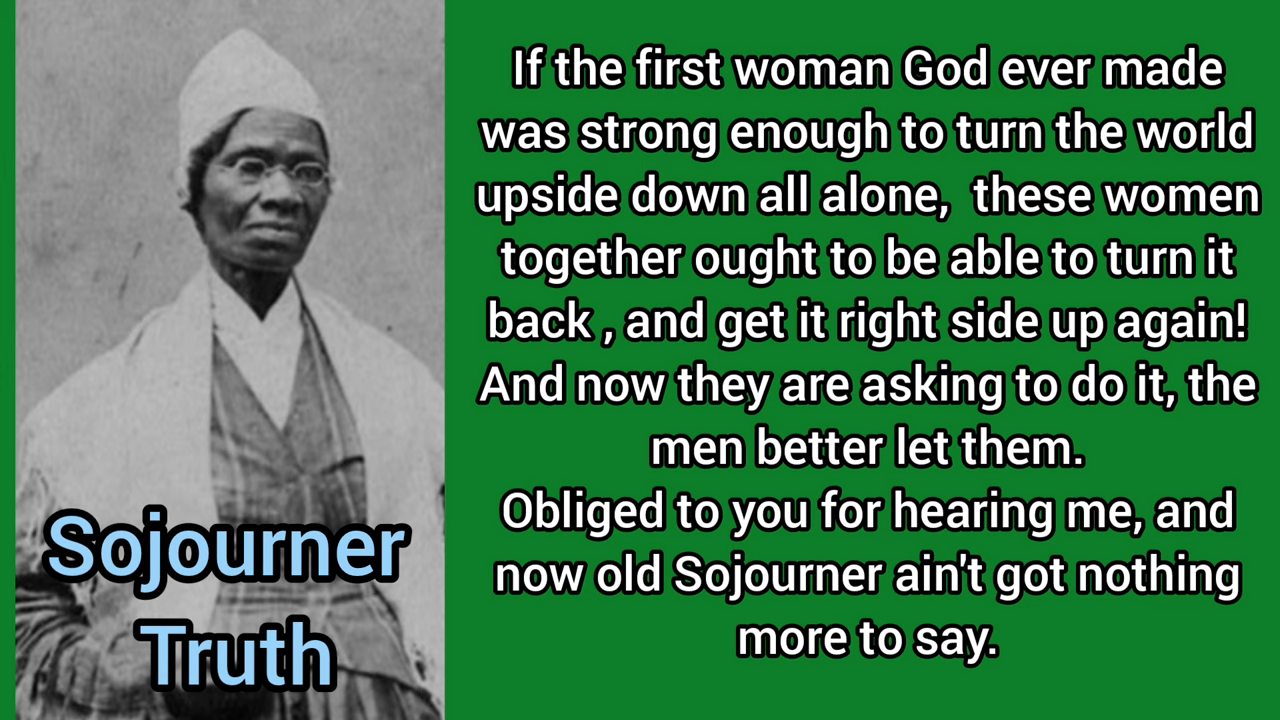 Sojourner
Truth
If the first woman God ever made
was strong enough to turn the world
upside down all alone,  these women
together ought to be able to turn it
back , and get it right side up again!
And now they are asking to do it, the
men better let them.
Obliged to you for hearing me, and
now old Sojourner ain't got nothing
more to say.